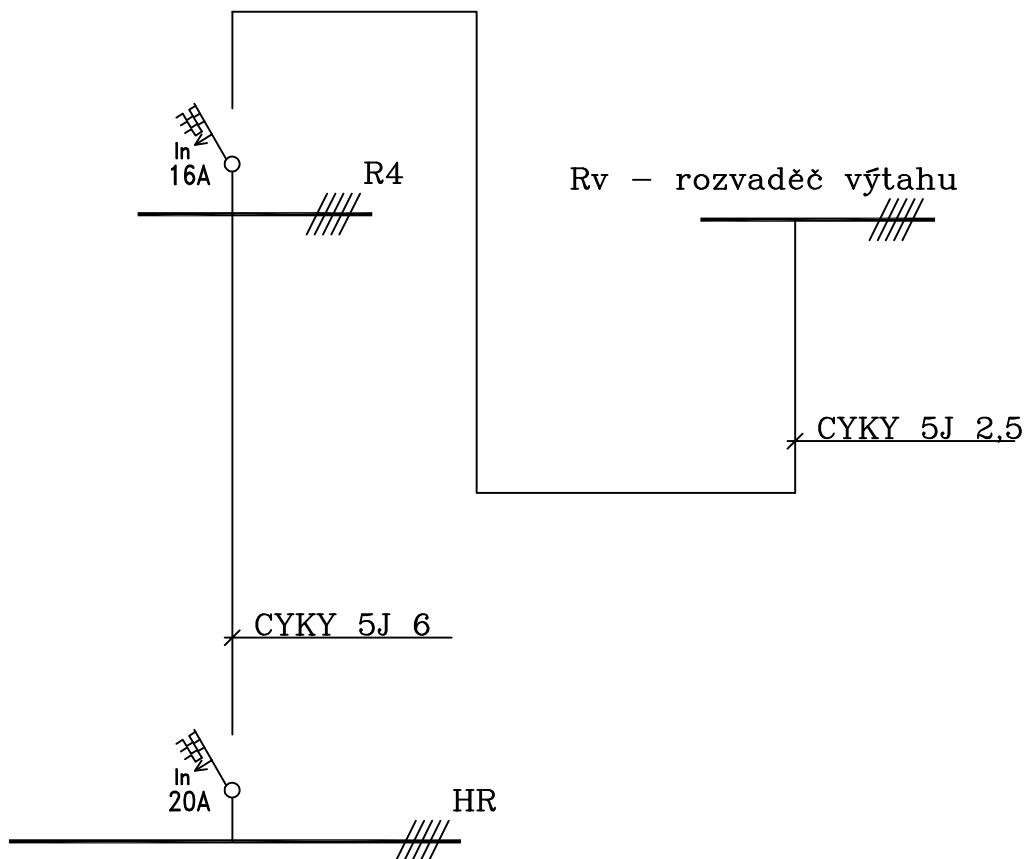 In
16A
R4
Rv – rozvaděč výtahu
CYKY 5J 2,5
CYKY 5J 6
In
20A
HR